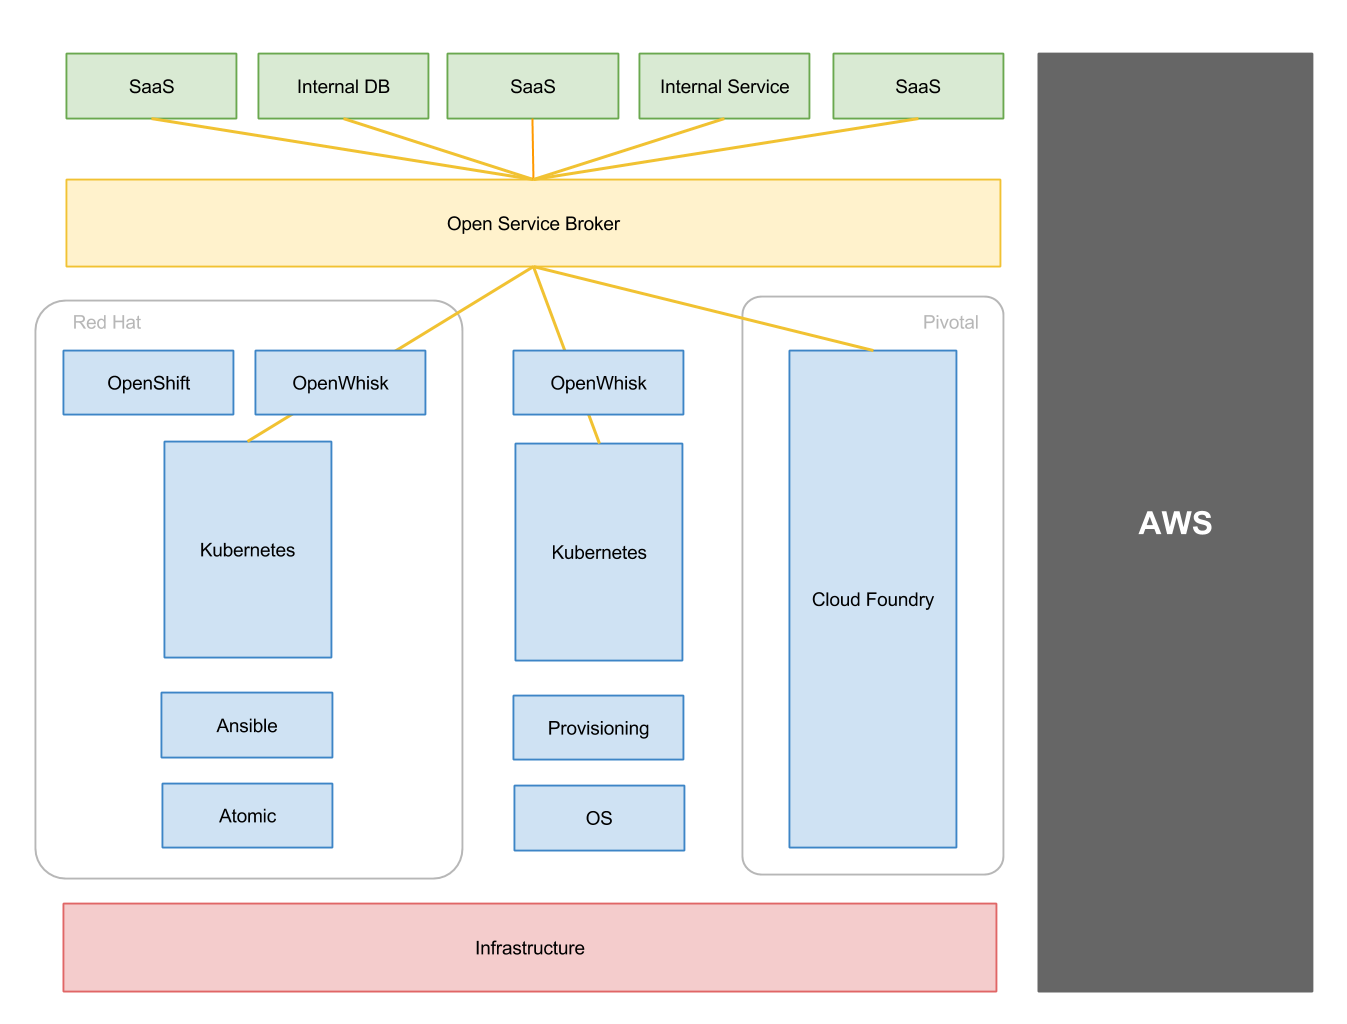 SaaS
Internal DB
SaaS
Internal Service
SaaS
Open Service Broker
Red Hat
Pivotal
OpenShift
OpenWhisk
OpenWhisk
Kubernetes
Kubernetes
Cloud Foundry
AWS
Ansible
Provisioning
Atomic
OS
Infrastructure